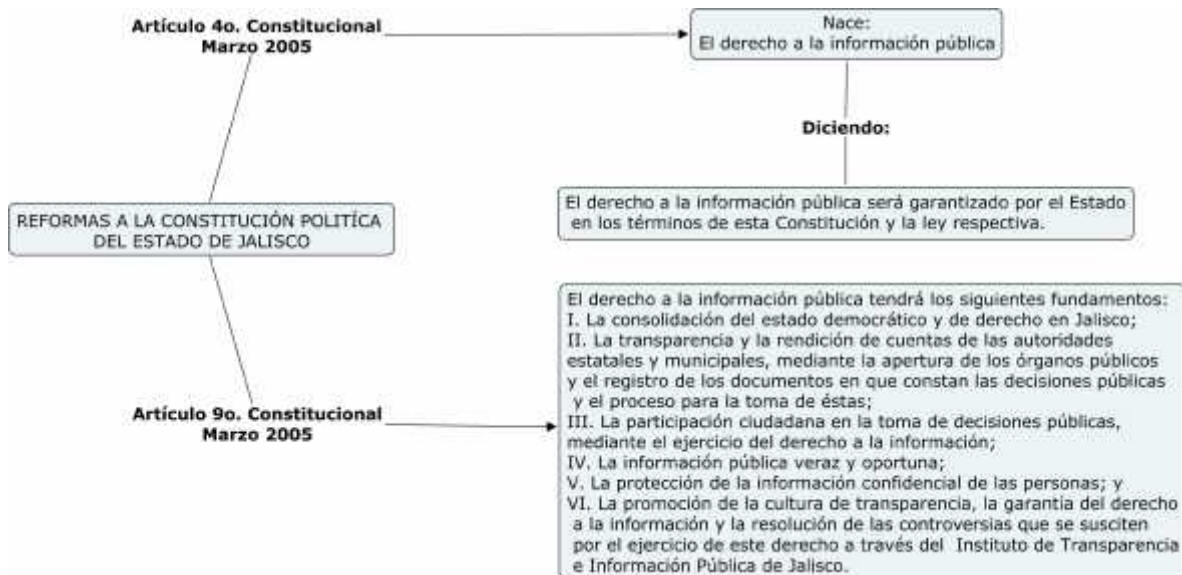 Artículo 4o. Constitucional
Marzo 2005
Nace:
El derecho a la información pública
Diciendo:
El derecho a la información pública será garantizado por el Estado
en los términos de esta Constitución y la ley respectiva.
REFORMAS A LA CONSTITUCIÓN POLITÍCA
DEL ESTADO DE JALISCO
Artículo 9o. Constitucional
Marzo 2005
El derecho a la información pública tendrá los siguientes fundamentos:
I. La consolidación del estado democrático y de derecho en Jalisco;
II. La transparencia y la rendición de cuentas de las autoridades
estatales y municipales, mediante la apertura de los órganos públicos
y el registro de los documentos en que constan las decisiones públicas
y el proceso para la toma de éstas;
III. La participación ciudadana en la toma de decisiones públicas,
mediante el ejercicio del derecho a la información;
IV. La información pública veraz y oportuna;
V. La protección de la información confidencial de las personas; y
VI. La promoción de la cultura de transparencia, la garantía del derecho
a la información y la resolución de las controversias que se susciten
por el ejercicio de este derecho a través del Instituto de Transparencia
e Información Pública de Jalisco.